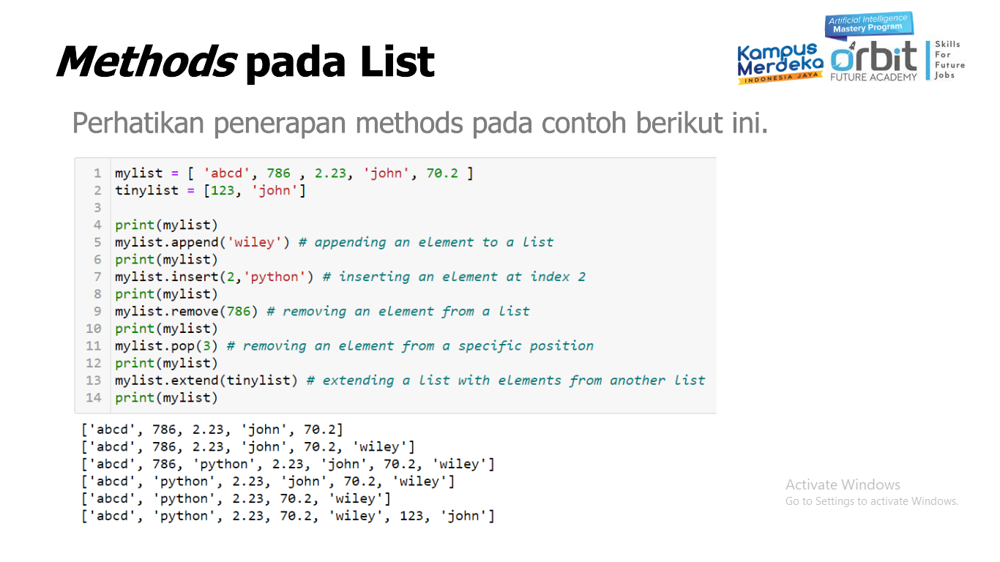 Artificial Intelligence
Mastery Program
Methods pada List
Kampus
Merdeka
INDONESIA JAYA
orbit
FUTURE ACADEMY
Skills
For
Future
Jobs
Perhatikan penerapan methods pada contoh berikut ini.
1 mylist = [ 'abcd', 786 , 2.23, 'john', 70.2 ]
2 tinylist = [123, 'john']
3
4 print(mylist)
5 mylist.append('wiley') # appending an element to a list
6 print(mylist)
7 mylist.insert(2,'python') # inserting an element at index 2
8 print(mylist)
9 mylist.remove(786) # removing an element from a list
10 print(mylist)
11 mylist.pop(3) # removing an element from a specific position
12 print(mylist)
13 mylist.extend(tinylist) # extending a list with elements from another list
14 print(mylist)
['abcd', 786, 2.23, 'john', 70.2]
['abcd', 786, 2.23, 'john', 70.2, 'wiley']
['abcd', 786, 'python', 2.23, 'john', 70.2, 'wiley']
['abcd', 'python', 2.23, 'john', 70.2, 'wiley']
['abcd', 'python', 2.23, 70.2, 'wiley']
['abcd', 'python', 2.23, 70.2, 'wiley', 123, 'john']
Activate Windows
Go to Settings to activate Windows.